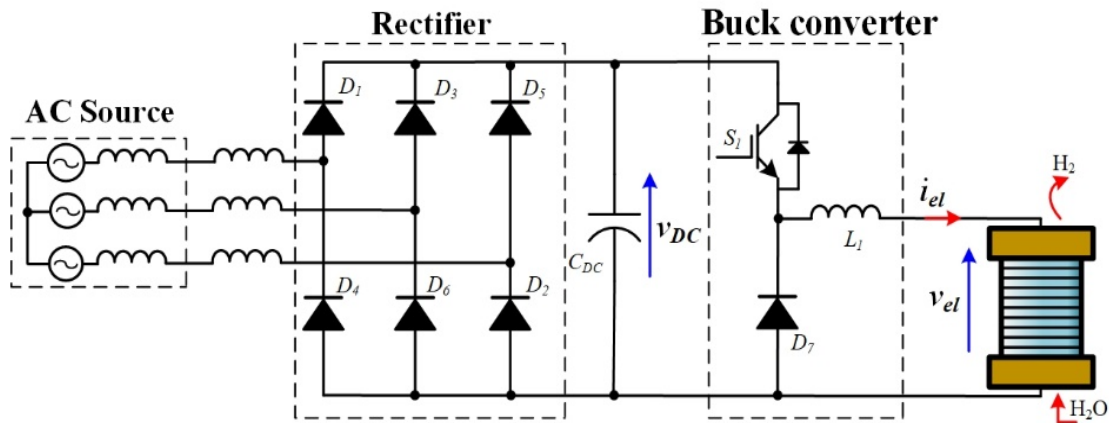 Rectifier
Buck converter
AC Source
D1
D3
D5
S1
H2
iel
vDC
CDC
L1
vel
D4
D6
D2
D7
H2O